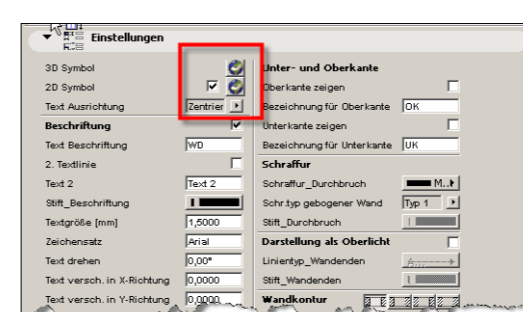 Einstellungen
3D Symbol
2D Symbol
Text Ausrichtung Zentrier
Beschriftung
Text Beschriftung WD
2. Textlinie
Text 2 Text 2
Stift_Beschriftung 1
Textgröße [mm] 1,5000
Zeichensatz Arial
Text drehen 0,00°
Text versch. in X-Richtung 0,0000
Text versch. in Y-Richtung 0,0000
Unter- und Oberkante
Oberkante zeigen
Bezeichnung für Oberkante OK
Unterkante zeigen
Bezeichnung für Unterkante UK
Schraffur
Schraffur_Durchbruch M...
Schr.typ gebogener Wand Typ 1
Stift_Durchbruch 1
Darstellung als Oberlicht
Linientyp_Wandenden A...
Stift_Wandenden 1
Wandkontur